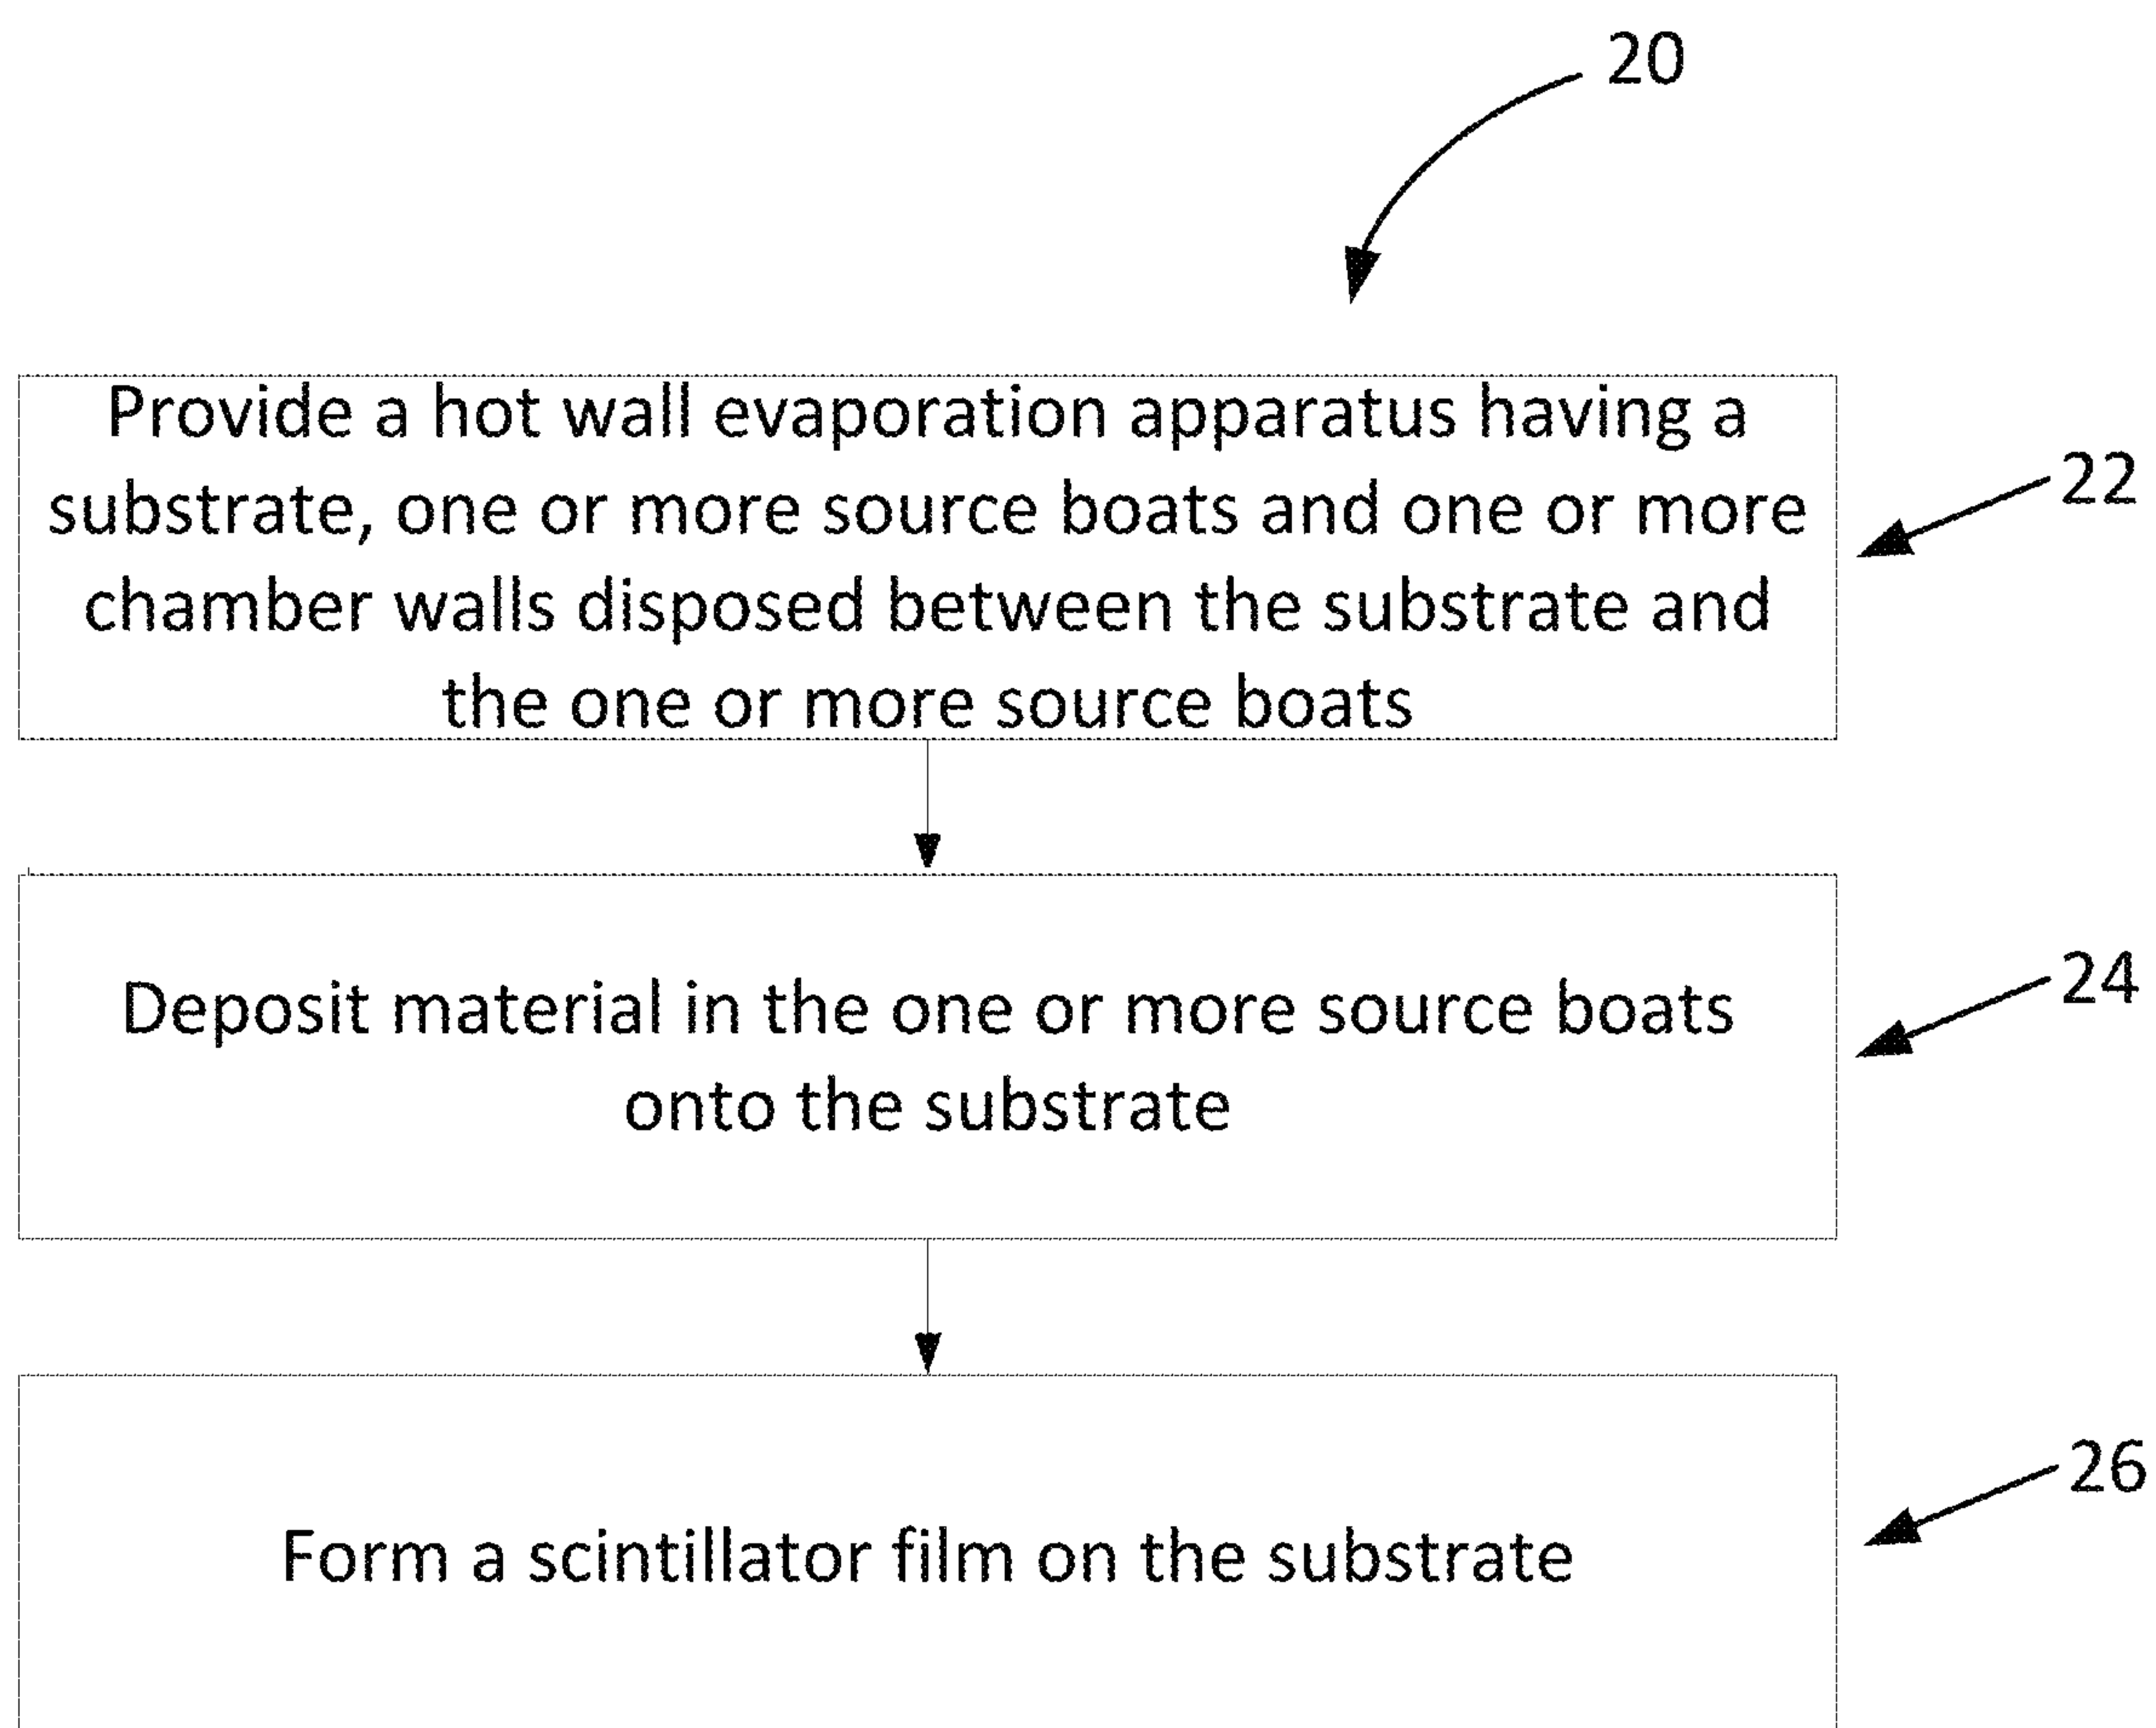 20
Provide a hot wall evaporation apparatus having a
substrate, one or more source boats and one or more
chamber walls disposed between the substrate and
the one or more source boats
22
Deposit material in the one or more source boats
onto the substrate
24
Form a scintillator film on the substrate
26